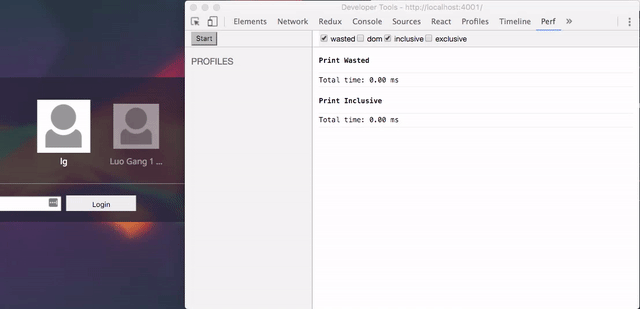 Developer Tools - http://localhost:4001/
Elements Network Redux Console Sources React Profiles Timeline Perf »
Start
wasted dom inclusive exclusive
PROFILES
Print Wasted
Total time: 0.00 ms
Print Inclusive
Total time: 0.00 ms
lg
Luo Gang 1 ...
Login